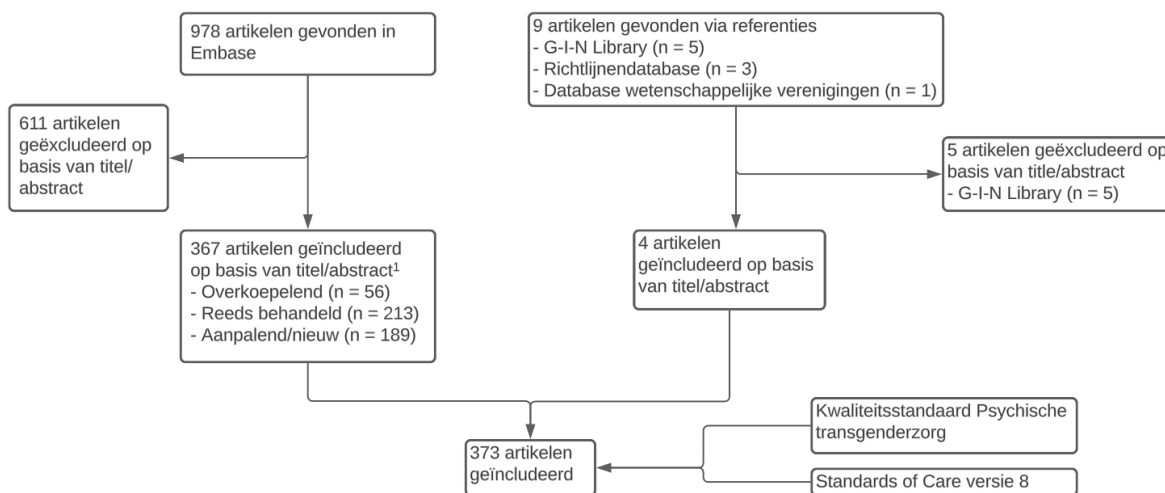 978 artikelen gevonden in
Embase
9 artikelen gevonden via referenties
- G-I-N Library (n = 5)
- Richtlijnendatabase (n = 3)
- Database wetenschappelijke verenigingen (n = 1)
611 artikelen
geëxcludeerd op
basis van titel/
abstract
5 artikelen geëxcludeerd op
basis van title/abstract
- G-I-N Library (n = 5)
367 artikelen geïncludeerd
op basis van titel/abstract¹
- Overkoepelend (n = 56)
- Reeds behandeld (n = 213)
- Aanpalend/nieuw (n = 189)
4 artikelen
geïncludeerd op basis
van titel/abstract
Kwaliteitsstandaard Psychische
transgenderzorg
373 artikelen
geïncludeerd
Standards of Care versie 8